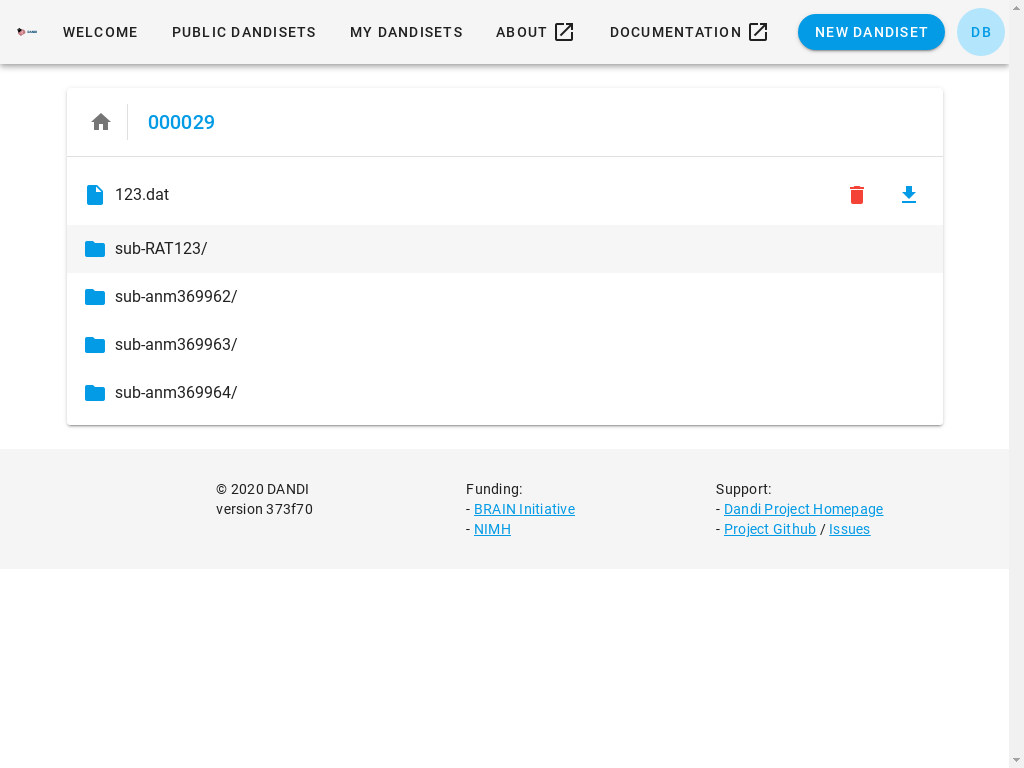 WELCOME PUBLIC DANDISETS MY DANDISETS ABOUT DOCUMENTATION NEW DANDISET DB
000029
123.dat
sub-RAT123/
sub-anm369962/
sub-anm369963/
sub-anm369964/
© 2020 DANDI
version 373f70
Funding:
- BRAIN Initiative
- NIMH
Support:
- Dandi Project Homepage
- Project Github / Issues